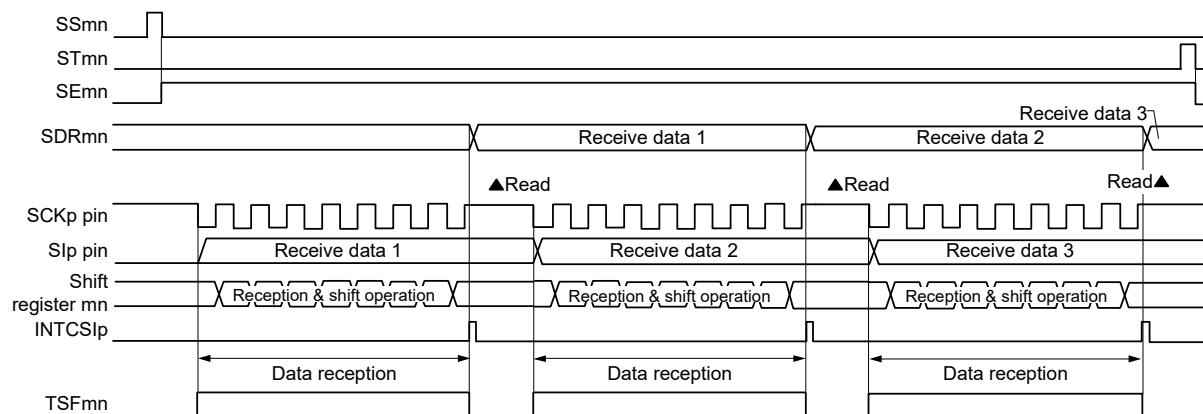 SSmn
STmn
SEmn
Receive data 3
SDRmn Receive data 1 Receive data 2
▲Read ▲Read Read▲
SCKp pin
SIp pin Receive data 1 Receive data 2 Receive data 3
Shift
register mn Reception & shift operation Reception & shift operation Reception & shift operation
INTCSIp
Data reception Data reception Data reception
TSFmn